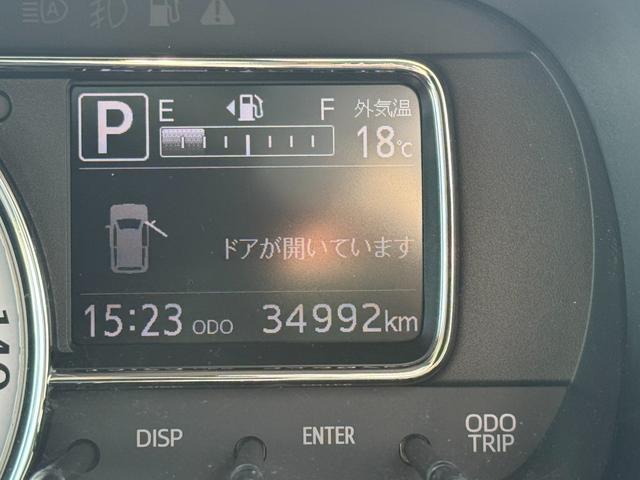 P E F 外気温
18℃
ドアが開いています
15:23 ODO 34992km
DISP ENTER ODO
TRIP
140